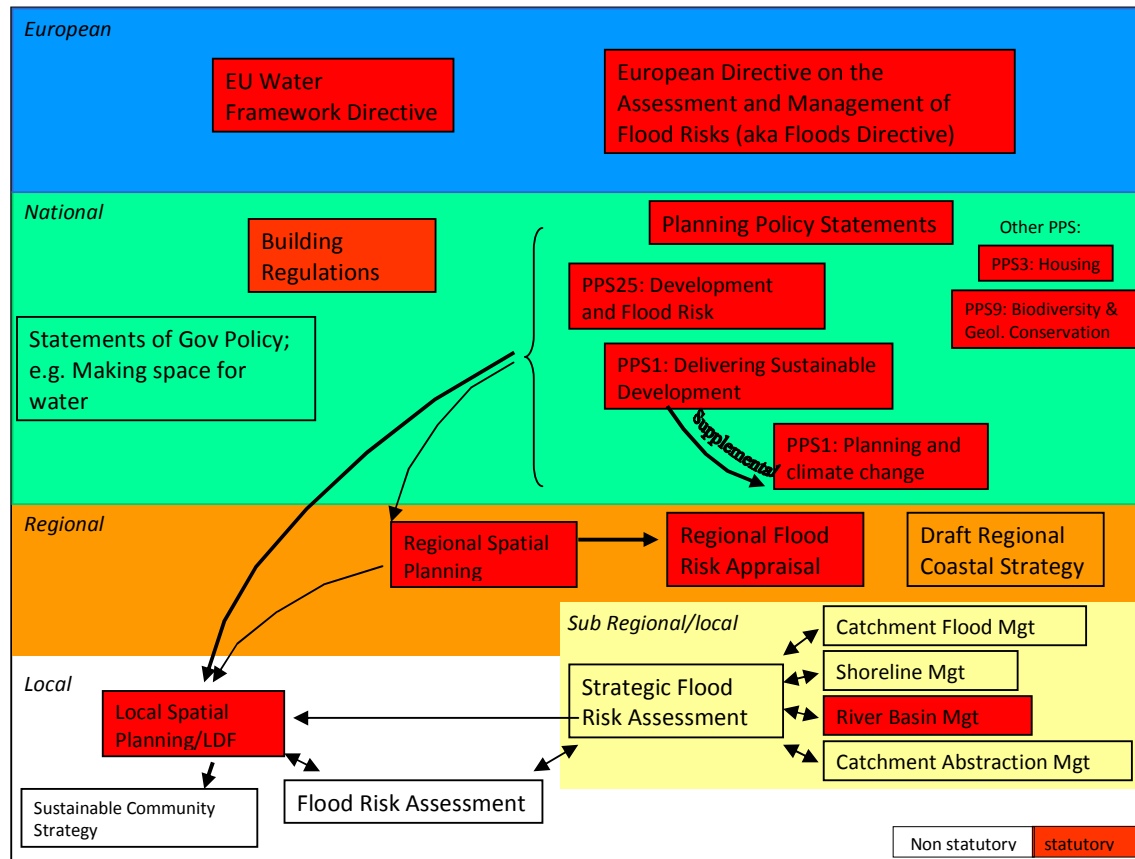 European
EU Water
Framework Directive
European Directive on the
Assessment and Management of
Flood Risks (aka Floods Directive)
National
Building
Regulations
Statements of Gov Policy;
e.g. Making space for
water
Planning Policy Statements
Other PPS:
PPS3: Housing
PPS9: Biodiversity &
Geol. Conservation
PPS25: Development
and Flood Risk
PPS1: Delivering Sustainable
Development
Supplemental
PPS1: Planning and
climate change
Regional
Regional Spatial
Planning
Regional Flood
Risk Appraisal
Draft Regional
Coastal Strategy
Sub Regional/local
Strategic Flood
Risk Assessment
Catchment Flood Mgt
Shoreline Mgt
River Basin Mgt
Catchment Abstraction Mgt
Local
Local Spatial
Planning/LDF
Sustainable Community
Strategy
Flood Risk Assessment
Non statutory
statutory